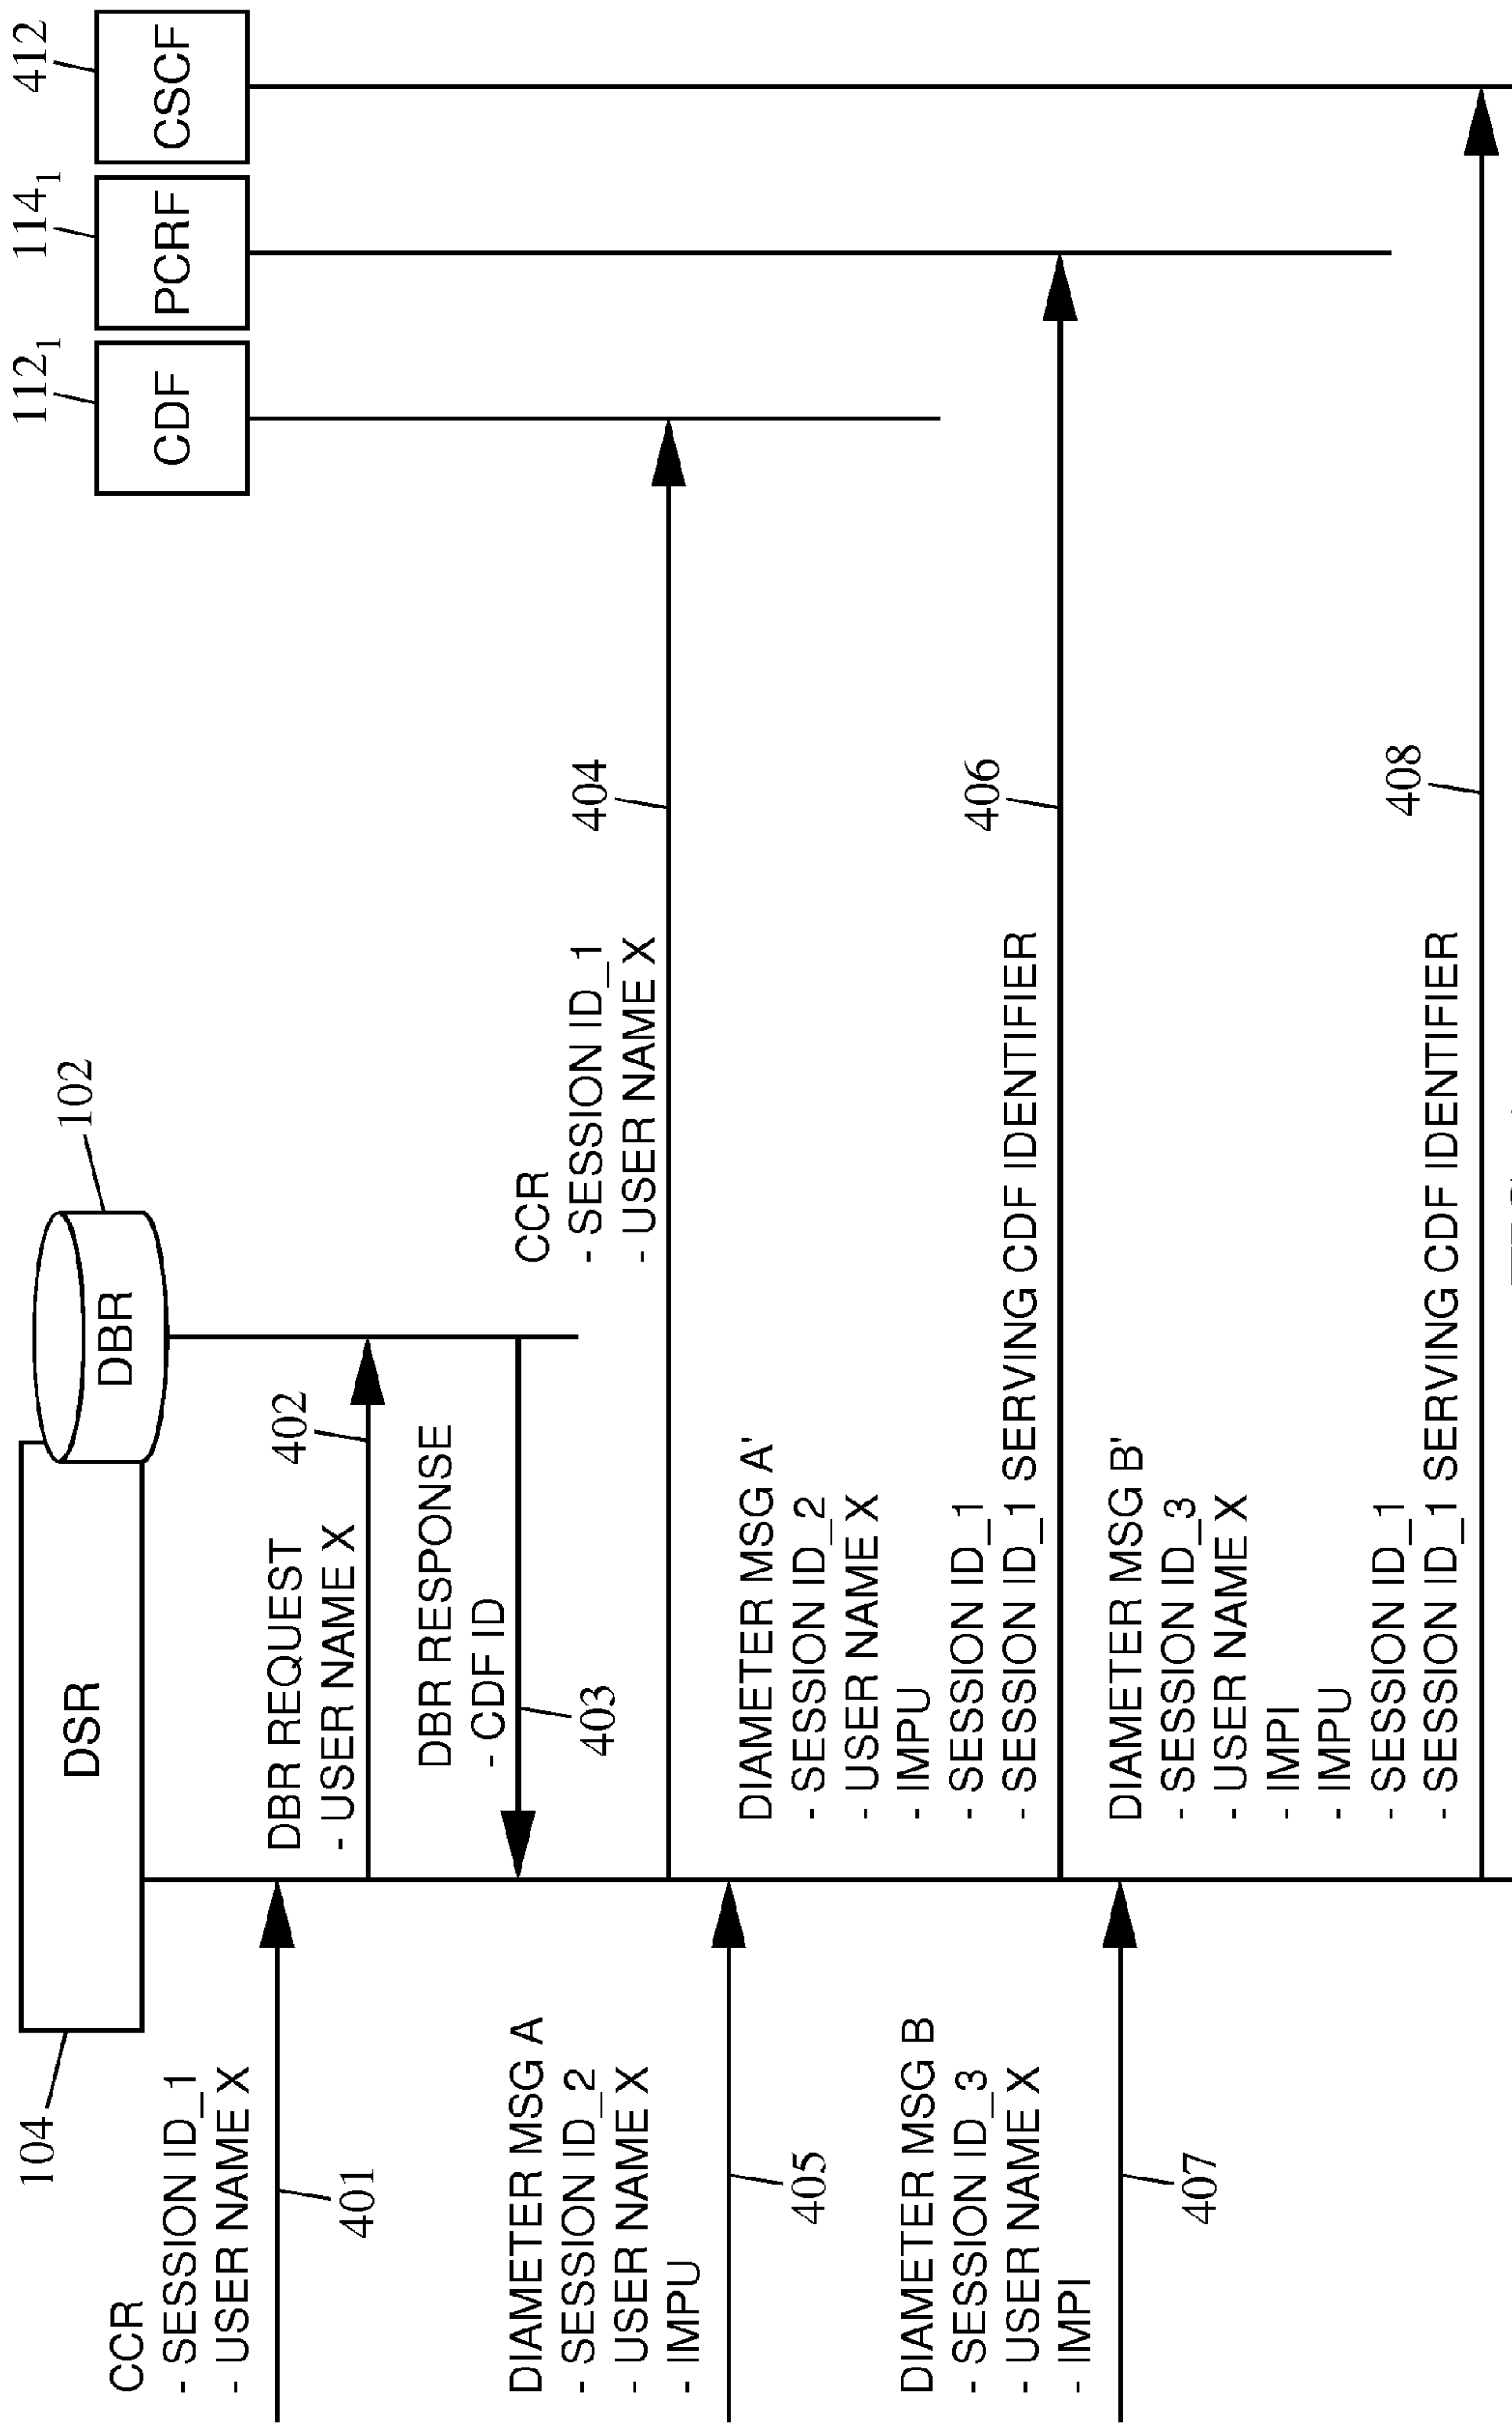 104
DSR
DBR
102
112₁
CDF
114₁
PCRF
412
CSCF
CCR
- SESSION ID_1
- USER NAME X
401
DBR REQUEST
- USER NAME X
402
DBR RESPONSE
- CDF ID
403
CCR
- SESSION ID_1
- USER NAME X
404
DIAMETER MSG A
- SESSION ID_2
- USER NAME X
- IMPU
405
DIAMETER MSG A'
- SESSION ID_2
- USER NAME X
- IMPU
- SESSION ID_1
- SESSION ID_1 SERVING CDF IDENTIFIER
406
DIAMETER MSG B
- SESSION ID_3
- USER NAME X
- IMPI
407
DIAMETER MSG B'
- SESSION ID_3
- USER NAME X
- IMPI
- IMPU
- SESSION ID_1
- SESSION ID_1 SERVING CDF IDENTIFIER
408